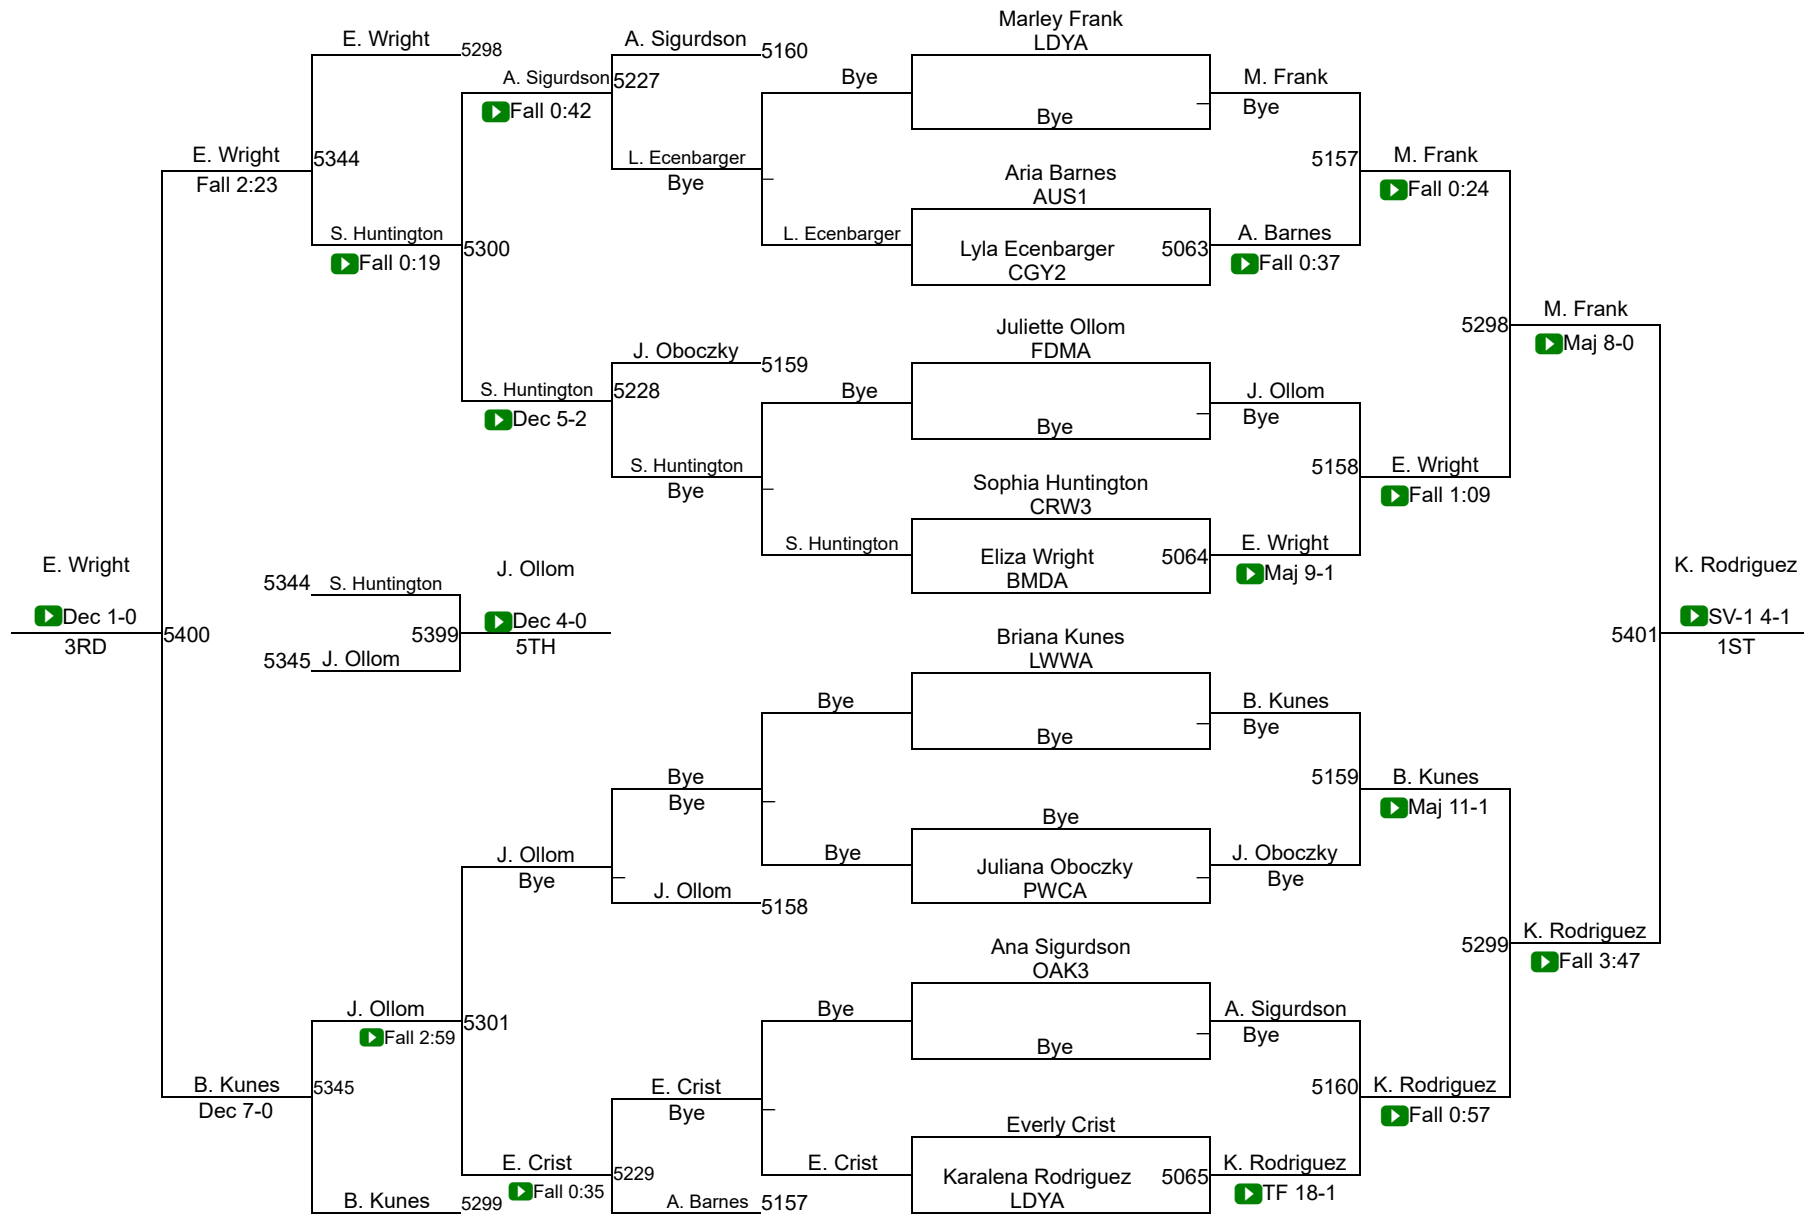 Marley Frank
LDYA
E. Wright
5298
A. Sigurdson
5160
A. Sigurdson
5227
Fall 0:42
Bye
Bye
M. Frank
Bye
E. Wright
5344
Fall 2:23
L. Ecenbarger
Bye
Aria Barnes
AUS1
5157
M. Frank
Fall 0:24
S. Huntington
5300
Fall 0:19
L. Ecenbarger
Lyla Ecenbarger
5063
CGY2
A. Barnes
Fall 0:37
Juliette Ollom
FDMA
5298
M. Frank
Maj 8-0
J. Oboczky
5159
S. Huntington
5228
Dec 5-2
Bye
Bye
J. Ollom
Bye
S. Huntington
Bye
Sophia Huntington
CRW3
5158
E. Wright
Fall 1:09
S. Huntington
Eliza Wright
5064
BMDA
E. Wright
Maj 9-1
E. Wright
Dec 1-0
3RD
5400
5344
S. Huntington
5345
J. Ollom
5399
J. Ollom
Dec 4-0
5TH
K. Rodriguez
5401
SV-1 4-1
1ST
Briana Kunes
LWWA
Bye
Bye
B. Kunes
Bye
Bye
Bye
Bye
5159
B. Kunes
Maj 11-1
J. Ollom
Bye
Bye
Juliana Oboczky
PWCA
J. Oboczky
Bye
J. Ollom
5158
Ana Sigurdson
OAK3
5299
K. Rodriguez
Fall 3:47
J. Ollom
5301
Fall 2:59
Bye
Bye
A. Sigurdson
Bye
B. Kunes
5345
Dec 7-0
E. Crist
Bye
5160
K. Rodriguez
Fall 0:57
Everly Crist
E. Crist
5229
Fall 0:35
E. Crist
Karalena Rodriguez
5065
LDYA
K. Rodriguez
TF 18-1
B. Kunes
5299
A. Barnes
5157